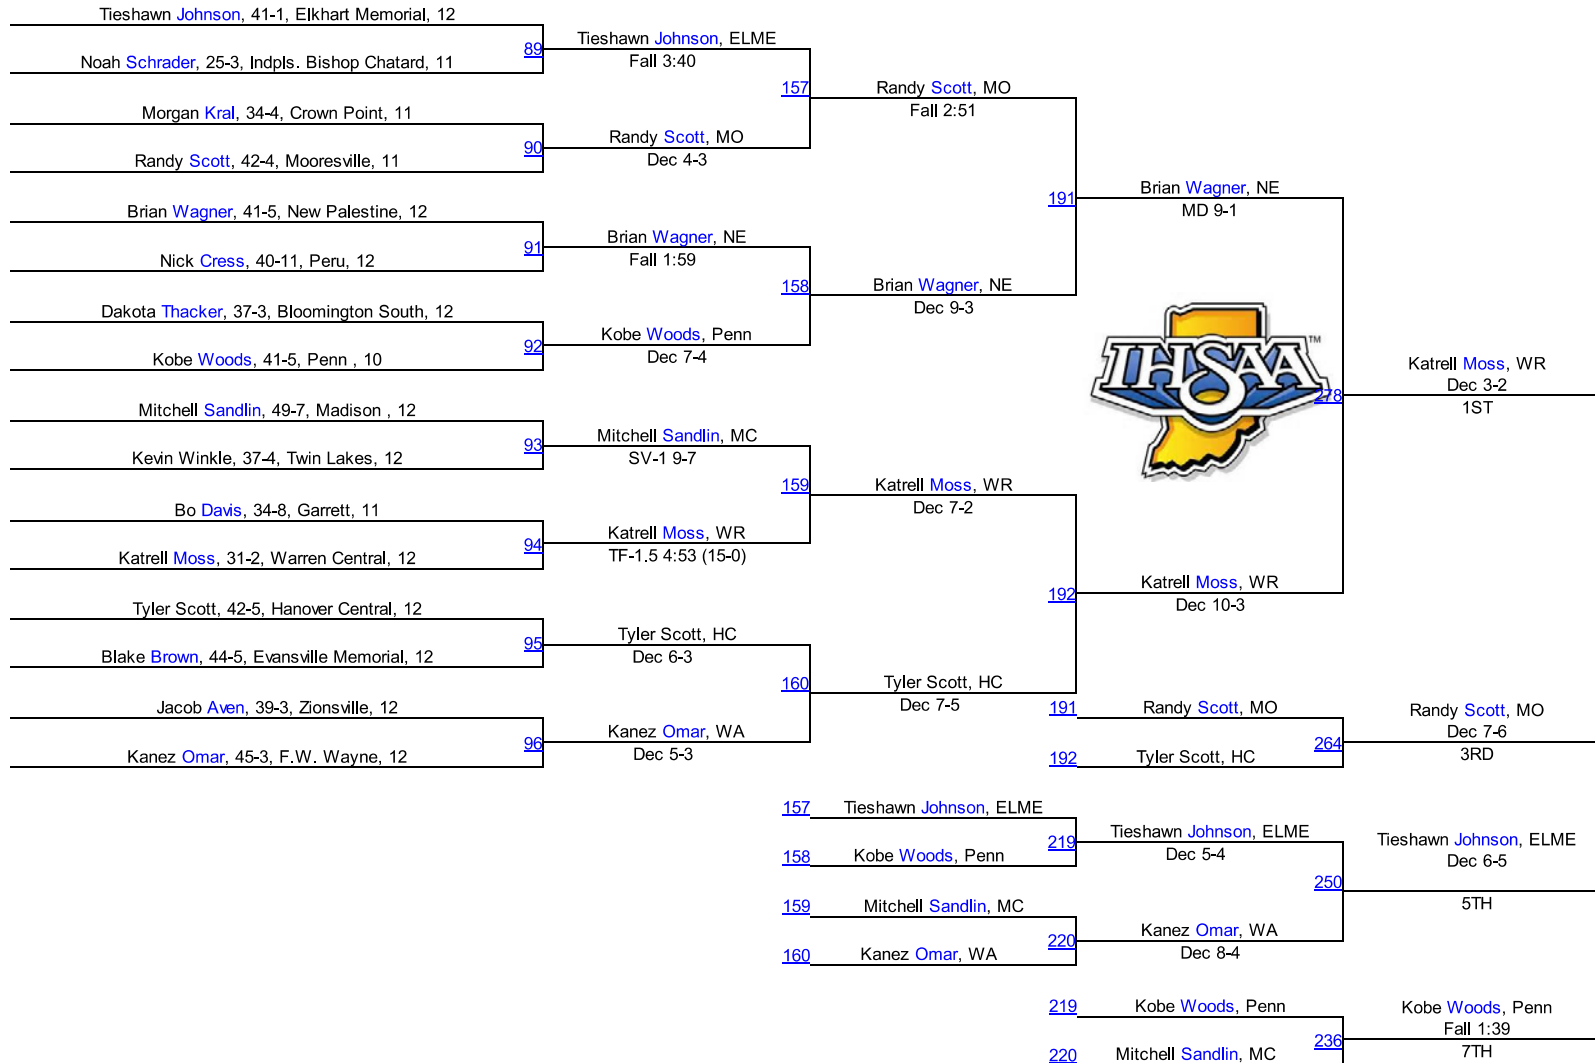 Tieshawn Johnson, 41-1, Elkhart Memorial, 12
89
Noah Schrader, 25-3, Indpls. Bishop Chatard, 11
Tieshawn Johnson, ELME
Fall 3:40
157
Morgan Kral, 34-4, Crown Point, 11
90
Randy Scott, 42-4, Mooresville, 11
Randy Scott, MO
Dec 4-3
Randy Scott, MO
Fall 2:51
191
Brian Wagner, 41-5, New Palestine, 12
91
Nick Cress, 40-11, Peru, 12
Brian Wagner, NE
Fall 1:59
158
Dakota Thacker, 37-3, Bloomington South, 12
92
Kobe Woods, 41-5, Penn , 10
Kobe Woods, Penn
Dec 7-4
Brian Wagner, NE
Dec 9-3
Brian Wagner, NE
MD 9-1
IHSAA
TM
278
Katrell Moss, WR
Dec 3-2
1ST
Mitchell Sandlin, 49-7, Madison , 12
93
Kevin Winkle, 37-4, Twin Lakes, 12
Mitchell Sandlin, MC
SV-1 9-7
159
Bo Davis, 34-8, Garrett, 11
94
Katrell Moss, 31-2, Warren Central, 12
Katrell Moss, WR
TF-1.5 4:53 (15-0)
Katrell Moss, WR
Dec 7-2
192
Tyler Scott, 42-5, Hanover Central, 12
95
Blake Brown, 44-5, Evansville Memorial, 12
Tyler Scott, HC
Dec 6-3
160
Jacob Aven, 39-3, Zionsville, 12
96
Kanez Omar, 45-3, F.W. Wayne, 12
Kanez Omar, WA
Dec 5-3
Tyler Scott, HC
Dec 7-5
Katrell Moss, WR
Dec 10-3
191
Randy Scott, MO
264
192
Tyler Scott, HC
Randy Scott, MO
Dec 7-6
3RD
157
Tieshawn Johnson, ELME
219
158
Kobe Woods, Penn
Tieshawn Johnson, ELME
Dec 5-4
250
159
Mitchell Sandlin, MC
220
160
Kanez Omar, WA
Kanez Omar, WA
Dec 8-4
Tieshawn Johnson, ELME
Dec 6-5
5TH
219
Kobe Woods, Penn
236
220
Mitchell Sandlin, MC
Kobe Woods, Penn
Fall 1:39
7TH